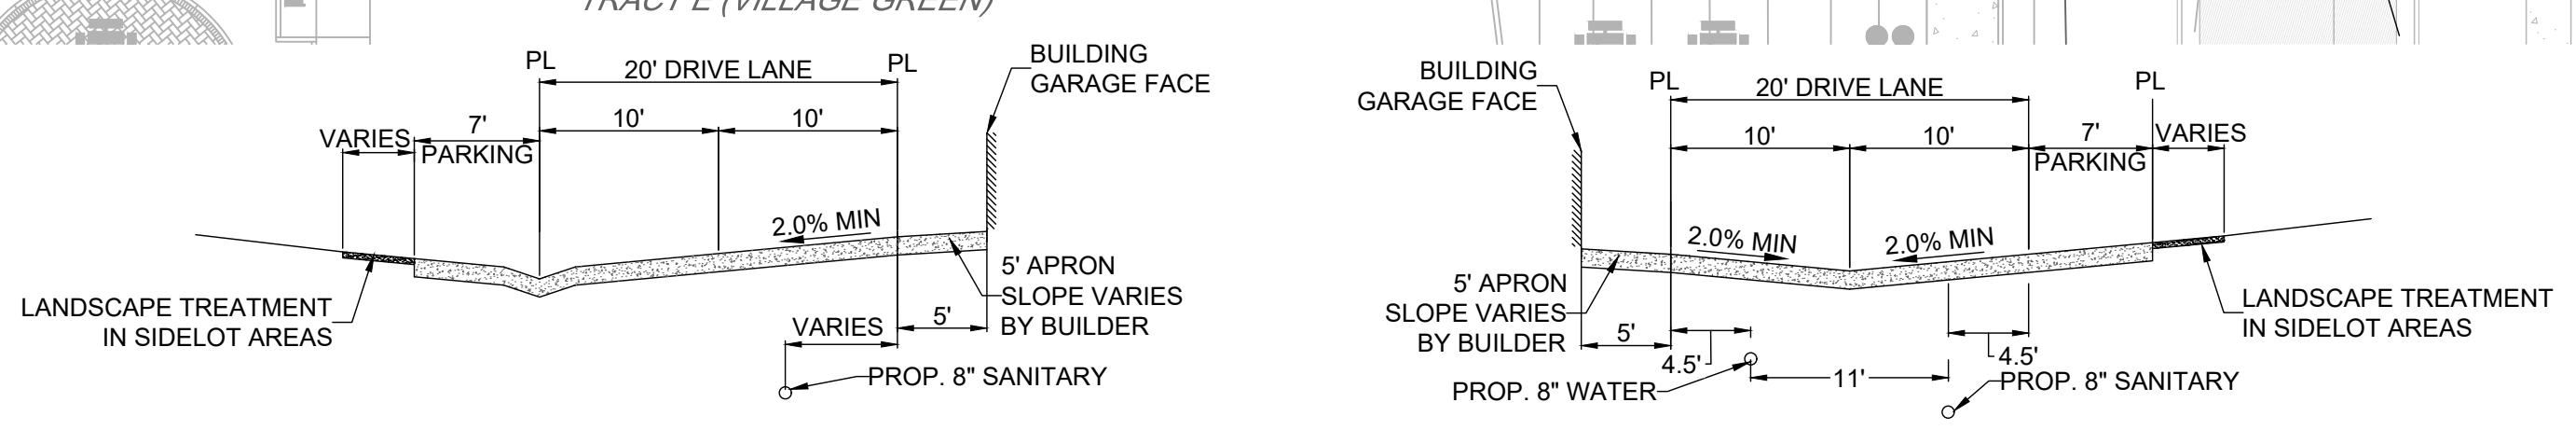 TRACT E (VILLAGE GREEN)
PL
20' DRIVE LANE
PL
BUILDING
GARAGE FACE
VARIES
7'
PARKING
10'
10'
2.0% MIN
LANDSCAPE TREATMENT
IN SIDELOT AREAS
5' APRON
SLOPE VARIES
BY BUILDER
VARIES
5'
PROP. 8" SANITARY
BUILDING
GARAGE FACE
PL
20' DRIVE LANE
PL
10'
10'
7'
PARKING
VARIES
2.0% MIN
2.0% MIN
5' APRON
SLOPE VARIES
BY BUILDER
5'
4.5'
4.5'
LANDSCAPE TREATMENT
IN SIDELOT AREAS
PROP. 8" WATER
11'
PROP. 8" SANITARY